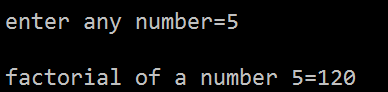 enter any number=5
factorial of a number 5=120